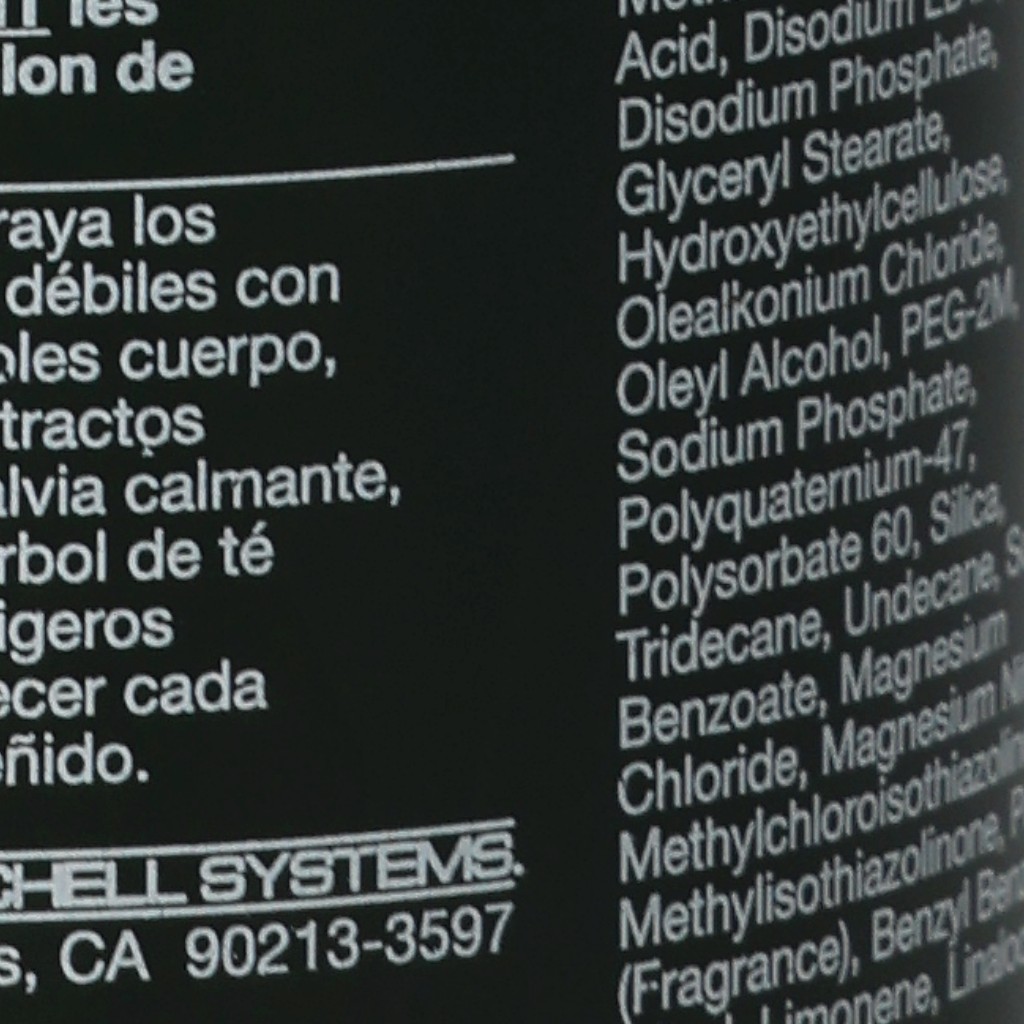 les
lon de
raya los
débiles con
cuerpo,
tractos
alvia calmante,
rbol de té
igeros
ecer cada
eñido.
CHELL SYSTEMS.
s, CA 90213-3597
Acid, Disodium
Disodium Phosphate,
Glyceryl Stearate,
Hydroxyethylcellulose,
Olealkonium Chloride,
Oleyl Alcohol, PEG-2M,
Sodium Phosphate,
Polyquaternium-47,
Polysorbate 60, Silica,
Tridecane, Undecane,
Benzoate, Magnesium
Chloride, Magnesium
Methylchloroisothiazolin
Methylisothiazolinone,
(Fragrance), Benzyl
Limonene,